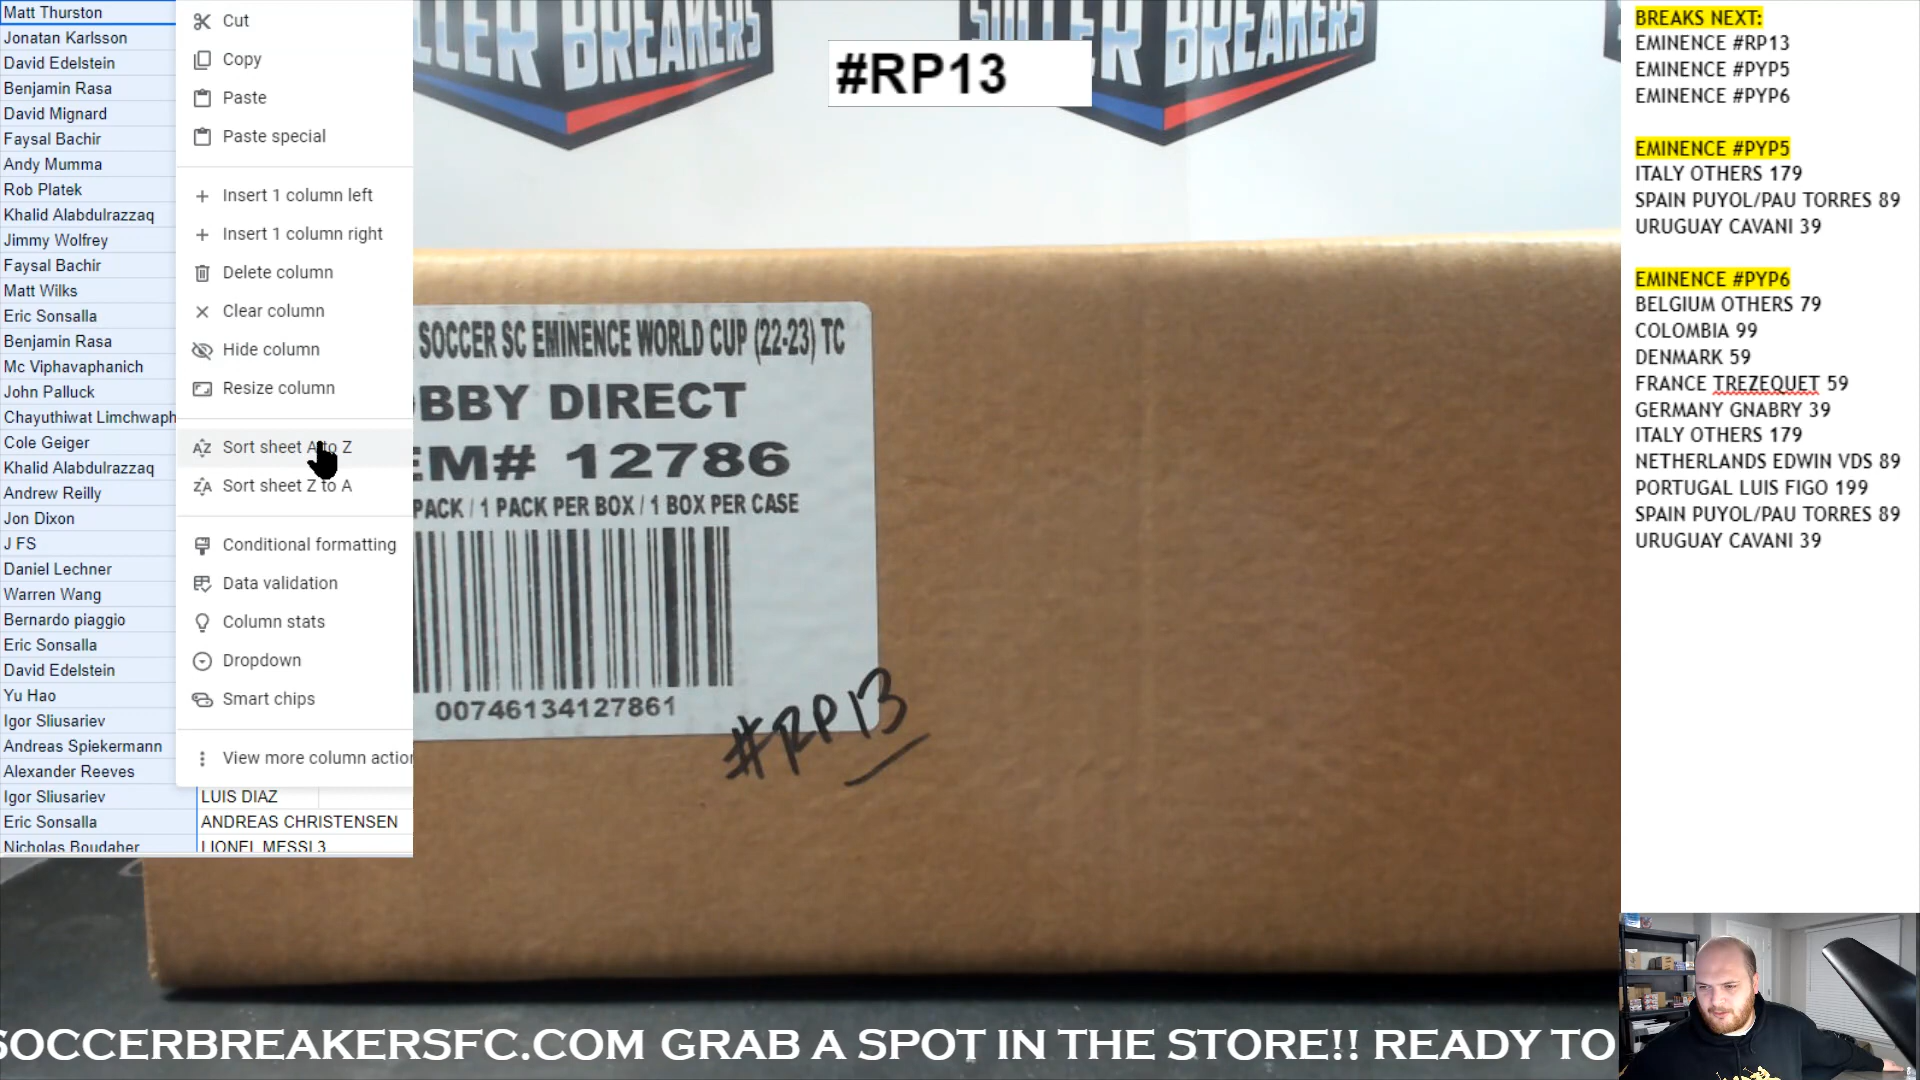 Matt Thurston
Jonatan Karlsson
David Edelstein
Benjamin Rasa
David Mignard
Faysal Bachir
Andy Mumma
Rob Platek
Khalid Alabdulrazzaq
Jimmy Wolfrey
Faysal Bachir
Matt Wilks
Eric Sonsalla
Benjamin Rasa
Mc Viphavaphanich
John Palluck
Chayuthiwat Limchwaph
Cole Geiger
Khalid Alabdulrazzaq
Andrew Reilly
Jon Dixon
J FS
Daniel Lechner
Warren Wang
Bernardo piaggio
Eric Sonsalla
David Edelstein
Yu Hao
Igor Sliusariev
Andreas Spiekermann
Alexander Reeves
Igor Sliusariev
Eric Sonsalla
Nicholas Boudaher
Cut
Copy
Paste
Paste special
Insert 1 column left
Insert 1 column right
Delete column
Clear column
Hide column
Resize column
Sort sheet A to Z
Sort sheet Z to A
Conditional formatting
Data validation
Column stats
Dropdown
Smart chips
View more column action
LUIS DIAZ
ANDREAS CHRISTENSEN
LIONEL MESSI 3
BREAKERS
SOCCER BREAKERS
#RP13
SOCCER SC EMINENCE WORLD CUP (22-23) TC
BBY DIRECT
EM# 12786
PACK / 1 PACK PER BOX / 1 BOX PER CASE
00746134127861
#RP13
BREAKS NEXT:
EMINENCE #RP13
EMINENCE #PYP5
EMINENCE #PYP6
EMINENCE #PYP5
ITALY OTHERS 179
SPAIN PUYOL/PAU TORRES 89
URUGUAY CAVANI 39
EMINENCE #PYP6
BELGIUM OTHERS 79
COLOMBIA 99
DENMARK 59
FRANCE TREZEQUET 59
GERMANY GNABRY 39
ITALY OTHERS 179
NETHERLANDS EDWIN VDS 89
PORTUGAL LUIS FIGO 199
SPAIN PUYOL/PAU TORRES 89
URUGUAY CAVANI 39
SOCCERBREAKERSFC.COM GRAB A SPOT IN THE STORE!! READY TO